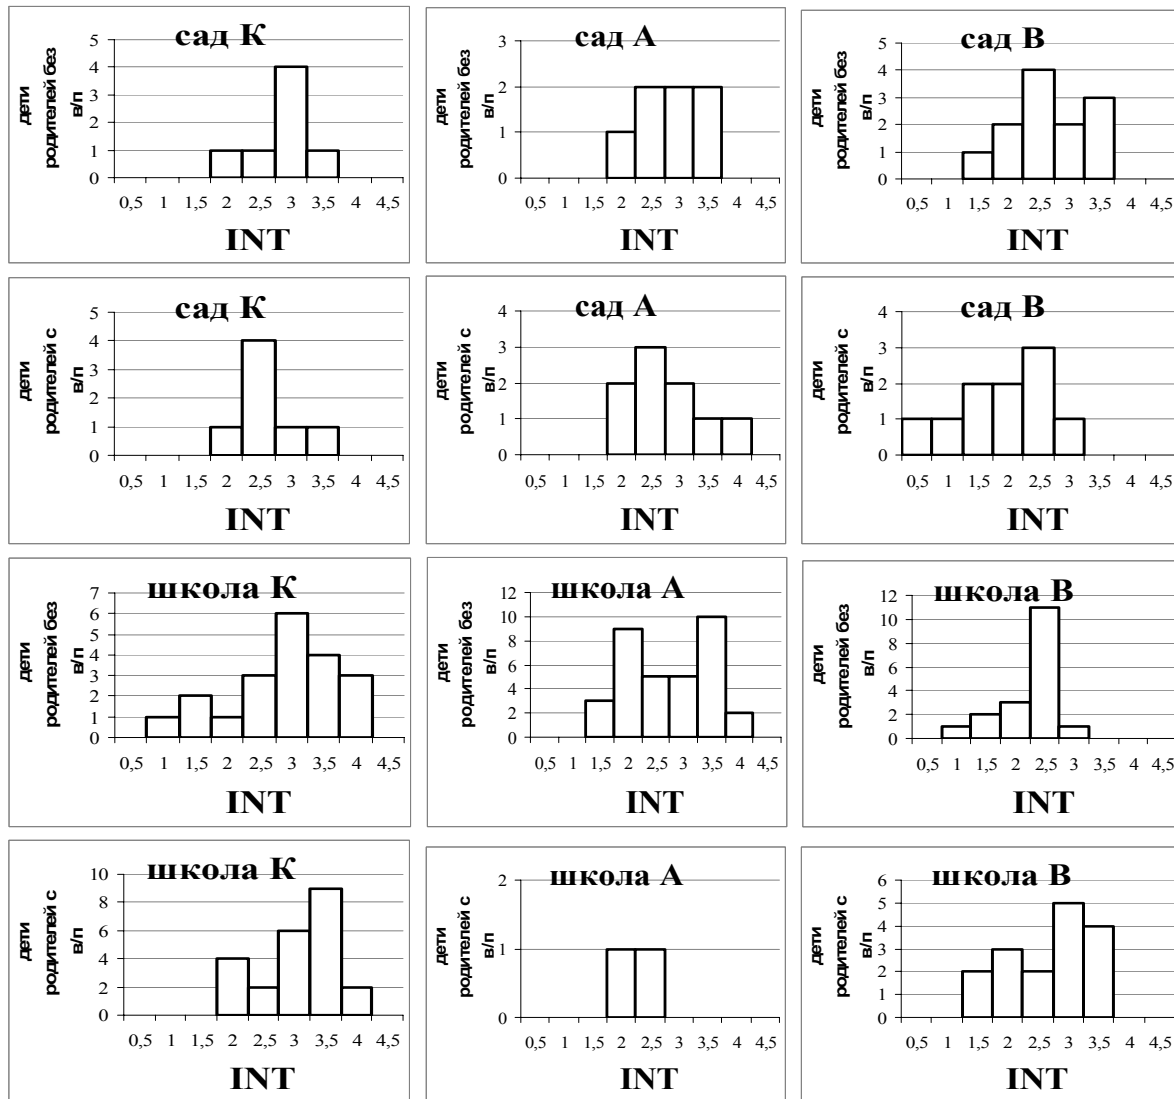 сад К
дети
родителей без
в/п
5
4
3
2
1
0
0,5 1 1,5 2 2,5 3 3,5 4 4,5
INT
сад А
дети
родителей без
в/п
3
2
1
0
0,5 1 1,5 2 2,5 3 3,5 4 4,5
INT
сад В
дети
родителей без
в/п
5
4
3
2
1
0
0,5 1 1,5 2 2,5 3 3,5 4 4,5
INT
сад К
дети
родителей с
в/п
5
4
3
2
1
0
0,5 1 1,5 2 2,5 3 3,5 4 4,5
INT
сад А
дети
родителей с
в/п
4
3
2
1
0
0,5 1 1,5 2 2,5 3 3,5 4 4,5
INT
сад В
дети
родителей с
в/п
4
3
2
1
0
0,5 1 1,5 2 2,5 3 3,5 4 4,5
INT
школа К
дети
родителей без
в/п
7
6
5
4
3
2
1
0
0,5 1 1,5 2 2,5 3 3,5 4 4,5
INT
школа А
дети
родителей без
в/п
12
10
8
6
4
2
0
0,5 1 1,5 2 2,5 3 3,5 4 4,5
INT
школа В
дети
родителей без
в/п
12
10
8
6
4
2
0
0,5 1 1,5 2 2,5 3 3,5 4 4,5
INT
школа К
дети
родителей с
в/п
10
8
6
4
2
0
0,5 1 1,5 2 2,5 3 3,5 4 4,5
INT
школа А
дети
родителей с
в/п
2
1
0
0,5 1 1,5 2 2,5 3 3,5 4 4,5
INT
школа В
дети
родителей с
в/п
6
5
4
3
2
1
0
0,5 1 1,5 2 2,5 3 3,5 4 4,5
INT